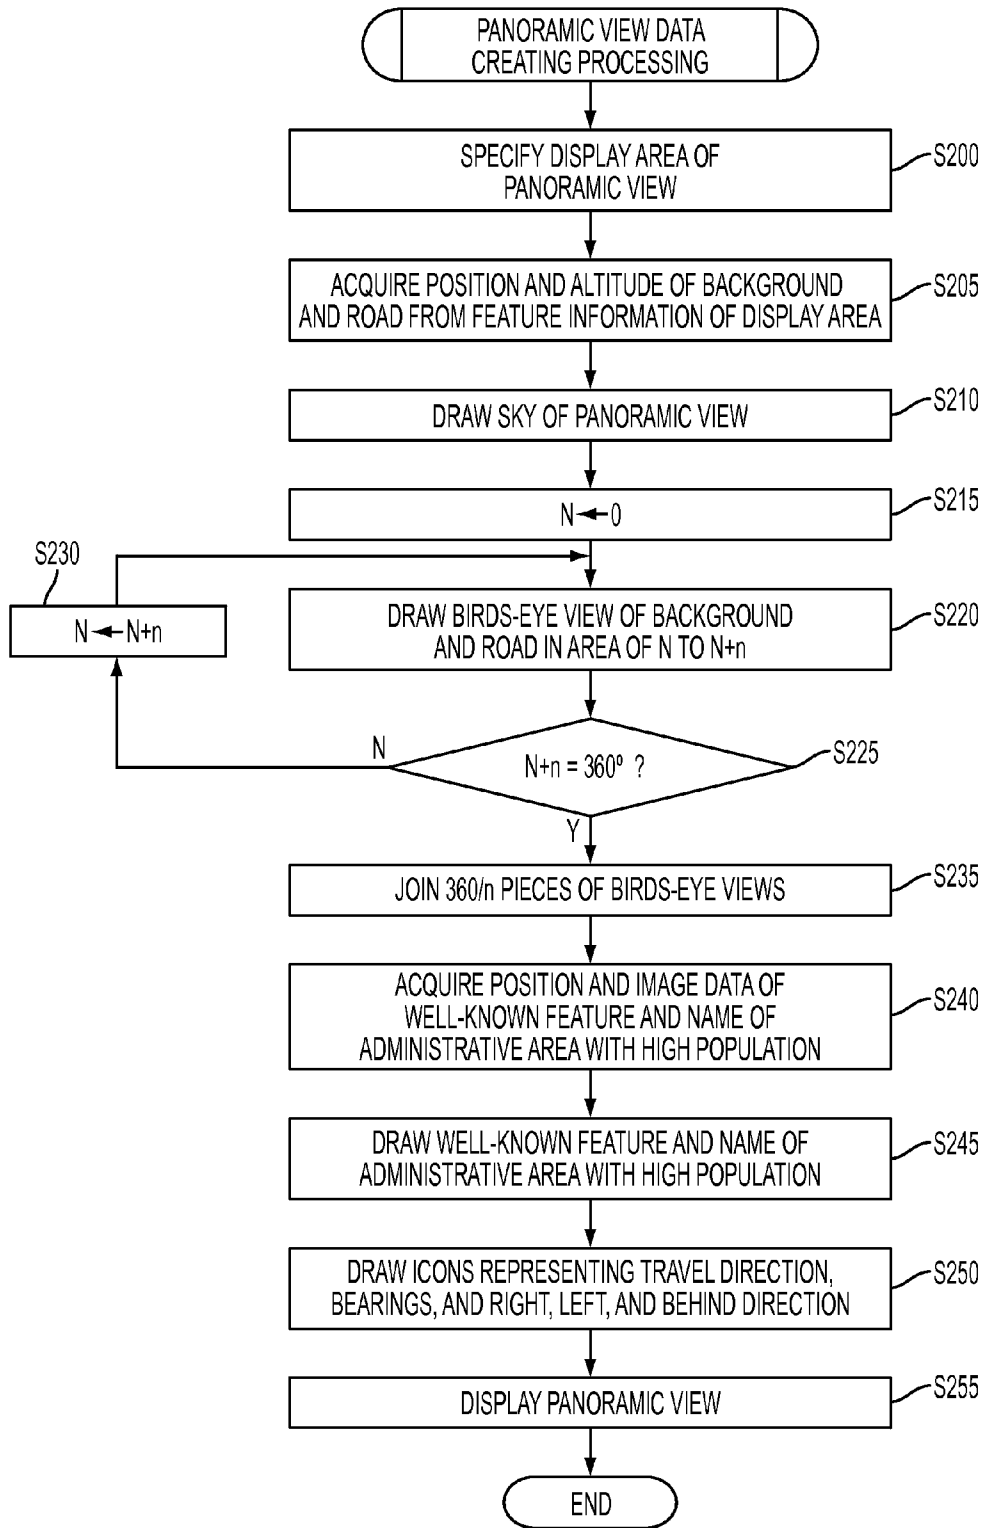 PANORAMIC VIEW DATA
CREATING PROCESSING
SPECIFY DISPLAY AREA OF
PANORAMIC VIEW
S200
ACQUIRE POSITION AND ALTITUDE OF BACKGROUND
AND ROAD FROM FEATURE INFORMATION OF DISPLAY AREA
S205
DRAW SKY OF PANORAMIC VIEW
S210
N←0
S215
S230
N←N+n
DRAW BIRDS-EYE VIEW OF BACKGROUND
AND ROAD IN AREA OF N TO N+n
S220
N
N+n = 360º ?
S225
Y
JOIN 360/n PIECES OF BIRDS-EYE VIEWS
S235
ACQUIRE POSITION AND IMAGE DATA OF
WELL-KNOWN FEATURE AND NAME OF
ADMINISTRATIVE AREA WITH HIGH POPULATION
S240
DRAW WELL-KNOWN FEATURE AND NAME OF
ADMINISTRATIVE AREA WITH HIGH POPULATION
S245
DRAW ICONS REPRESENTING TRAVEL DIRECTION,
BEARINGS, AND RIGHT, LEFT, AND BEHIND DIRECTION
S250
DISPLAY PANORAMIC VIEW
S255
END